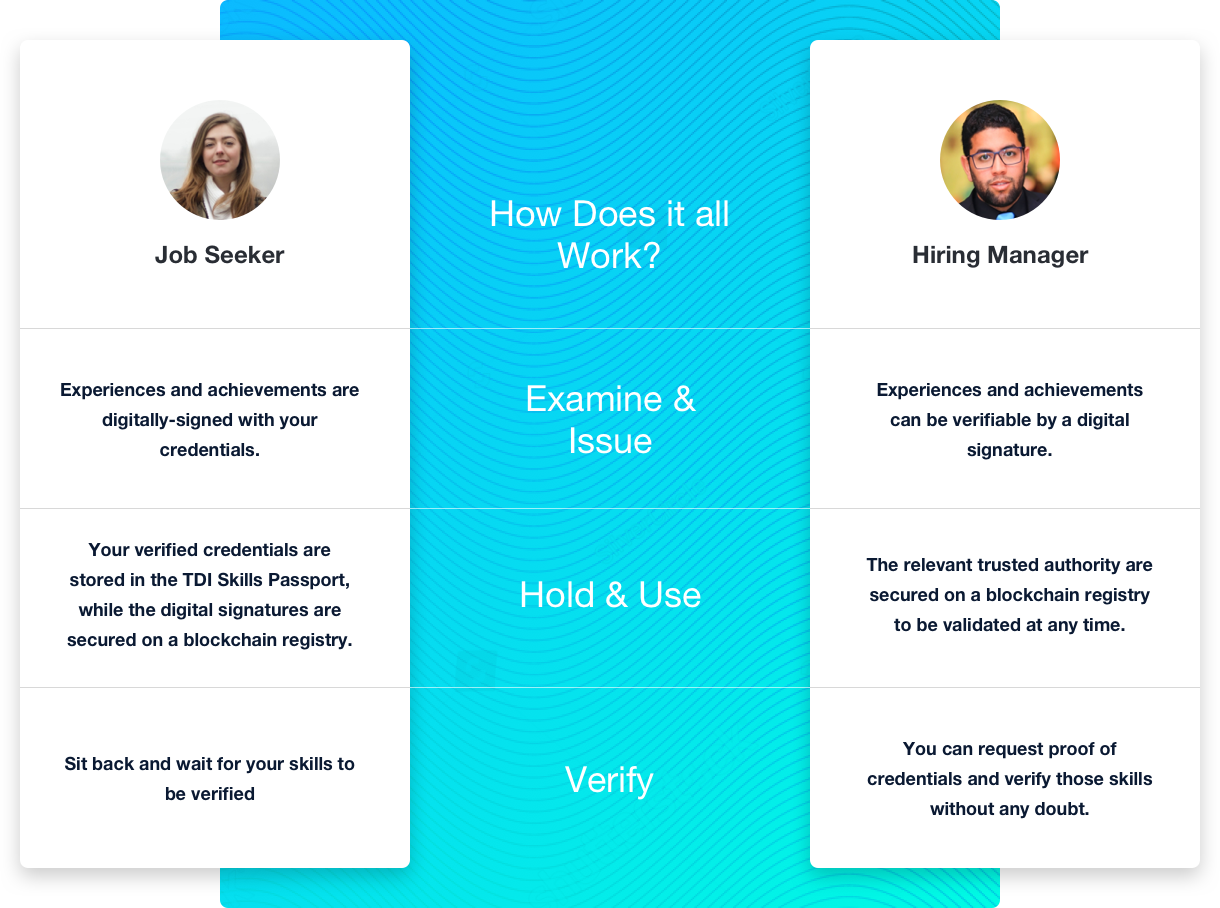 Job Seeker
How Does it all
Work?
Hiring Manager
Experiences and achievements are
digitally-signed with your
credentials.
Examine &
Issue
Experiences and achievements
can be verifiable by a digital
signature.
Your verified credentials are
stored in the TDI Skills Passport,
while the digital signatures are
secured on a blockchain registry.
Hold & Use
The relevant trusted authority are
secured on a blockchain registry
to be validated at any time.
Sit back and wait for your skills to
be verified
Verify
You can request proof of
credentials and verify those skills
without any doubt.